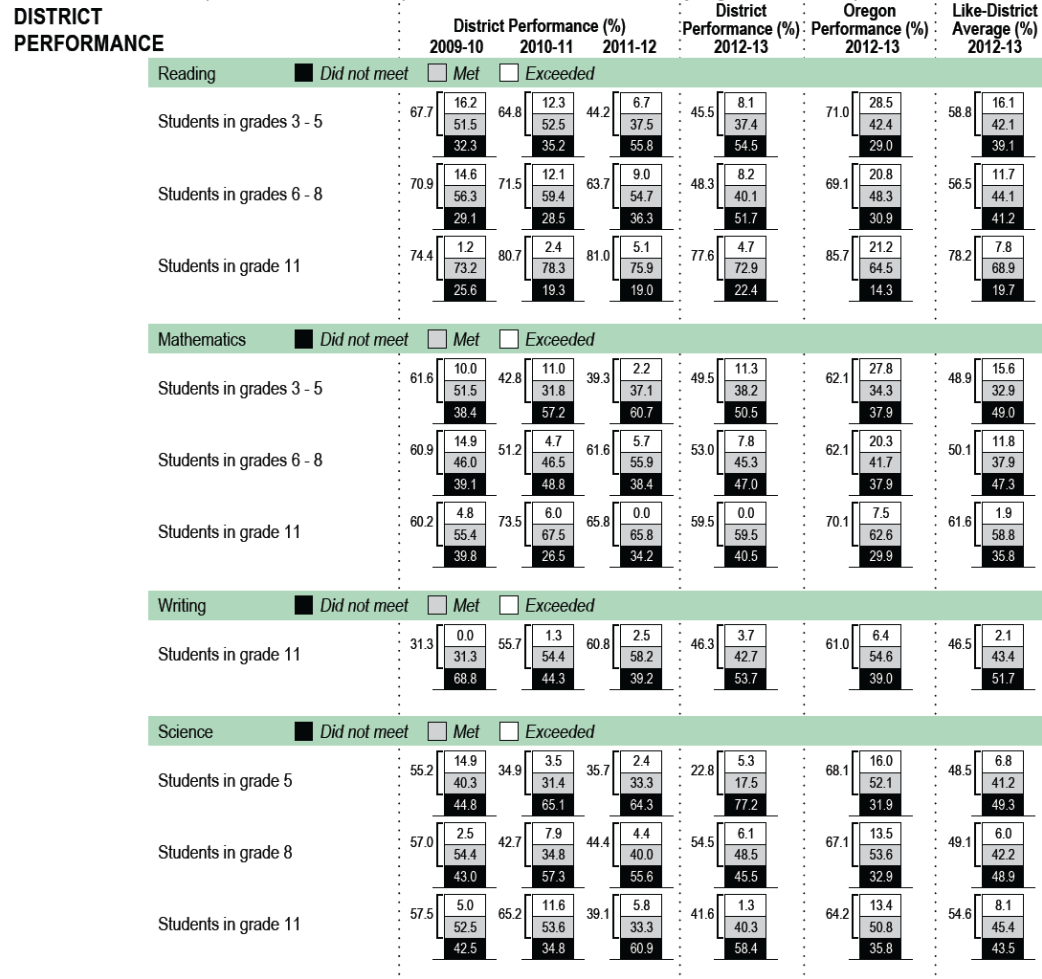 DISTRICT
PERFORMANCE
District Performance (%)
2009-10 2010-11 2011-12
District
Performance (%)
2012-13
Oregon
Performance (%)
2012-13
Like-District
Average (%)
2012-13
Reading Did not meet Met Exceeded
Students in grades 3 - 5
67.7 16.2 51.5 32.3
64.8 12.3 52.5 35.2
44.2 6.7 37.5 55.8
45.5 8.1 37.4 54.5
71.0 28.5 42.4 29.0
58.8 16.1 42.1 39.1
Students in grades 6 - 8
70.9 14.6 56.3 29.1
71.5 12.1 59.4 28.5
63.7 9.0 54.7 36.3
48.3 8.2 40.1 51.7
69.1 20.8 48.3 30.9
56.5 11.7 44.1 41.2
Students in grade 11
74.4 1.2 73.2 25.6
80.7 2.4 78.3 19.3
81.0 5.1 75.9 19.0
77.6 4.7 72.9 22.4
85.7 21.2 64.5 14.3
78.2 7.8 68.9 19.7
Mathematics Did not meet Met Exceeded
Students in grades 3 - 5
61.6 10.0 51.5 38.4
42.8 11.0 31.8 57.2
39.3 2.2 37.1 60.7
49.5 11.3 38.2 50.5
62.1 27.8 34.3 37.9
48.9 15.6 32.9 49.0
Students in grades 6 - 8
60.9 14.9 46.0 39.1
51.2 4.7 46.5 48.8
61.6 5.7 55.9 38.4
53.0 7.8 45.3 47.0
62.1 20.3 41.7 37.9
50.1 11.8 37.9 47.3
Students in grade 11
60.2 4.8 55.4 39.8
73.5 6.0 67.5 26.5
65.8 0.0 65.8 34.2
59.5 0.0 59.5 40.5
70.1 7.5 62.6 29.9
61.6 1.9 58.8 35.8
Writing Did not meet Met Exceeded
Students in grade 11
31.3 0.0 31.3 68.8
55.7 1.3 54.4 44.3
60.8 2.5 58.2 39.2
46.3 3.7 42.7 53.7
61.0 6.4 54.6 39.0
46.5 2.1 43.4 51.7
Science Did not meet Met Exceeded
Students in grade 5
55.2 14.9 40.3 44.8
34.9 3.5 31.4 65.1
35.7 2.4 33.3 64.3
22.8 5.3 17.5 77.2
68.1 16.0 52.1 31.9
48.5 6.8 41.2 49.3
Students in grade 8
57.0 2.5 54.4 43.0
42.7 7.9 34.8 57.3
44.4 4.4 40.0 55.6
54.5 6.1 48.5 45.5
67.1 13.5 53.6 32.9
49.1 6.0 42.2 48.9
Students in grade 11
57.5 5.0 52.5 42.5
65.2 11.6 53.6 34.8
39.1 5.8 33.3 60.9
41.6 1.3 40.3 58.4
64.2 13.4 50.8 35.8
54.6 8.1 45.4 43.5